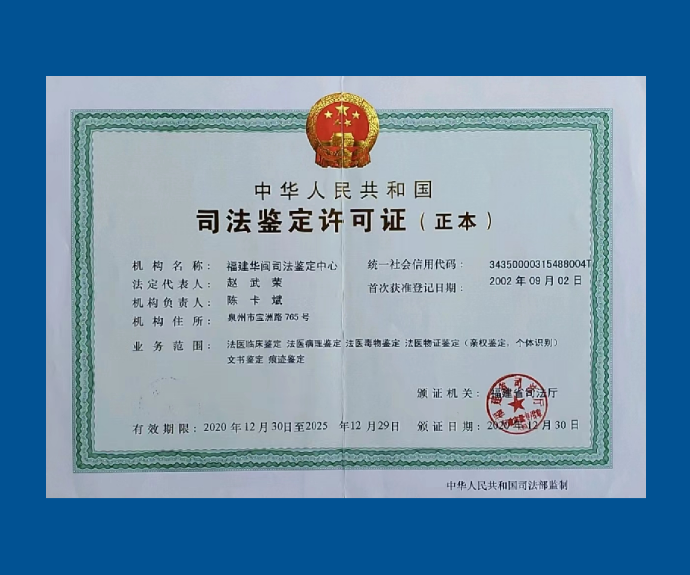 中华人民共和国
司法鉴定许可证（正本）
机构名称： 福建华闽司法鉴定中心 统一社会信用代码： 34350000315488004T
法定代表人： 赵武荣 首次获准登记日期： 2002年09月02日
机构负责人： 陈卡斌
机构住所： 泉州市宝洲路765号
业务范围： 法医临床鉴定 法医病理鉴定 法医毒物鉴定 法医物证鉴定（亲权鉴定，个体识别）
文书鉴定 痕迹鉴定
颁证机关： 福建省司法厅
有效期限：2020年12月30日至2025 年12月29日 颁证日期：2020年12月30日
中华人民共和国司法部监制